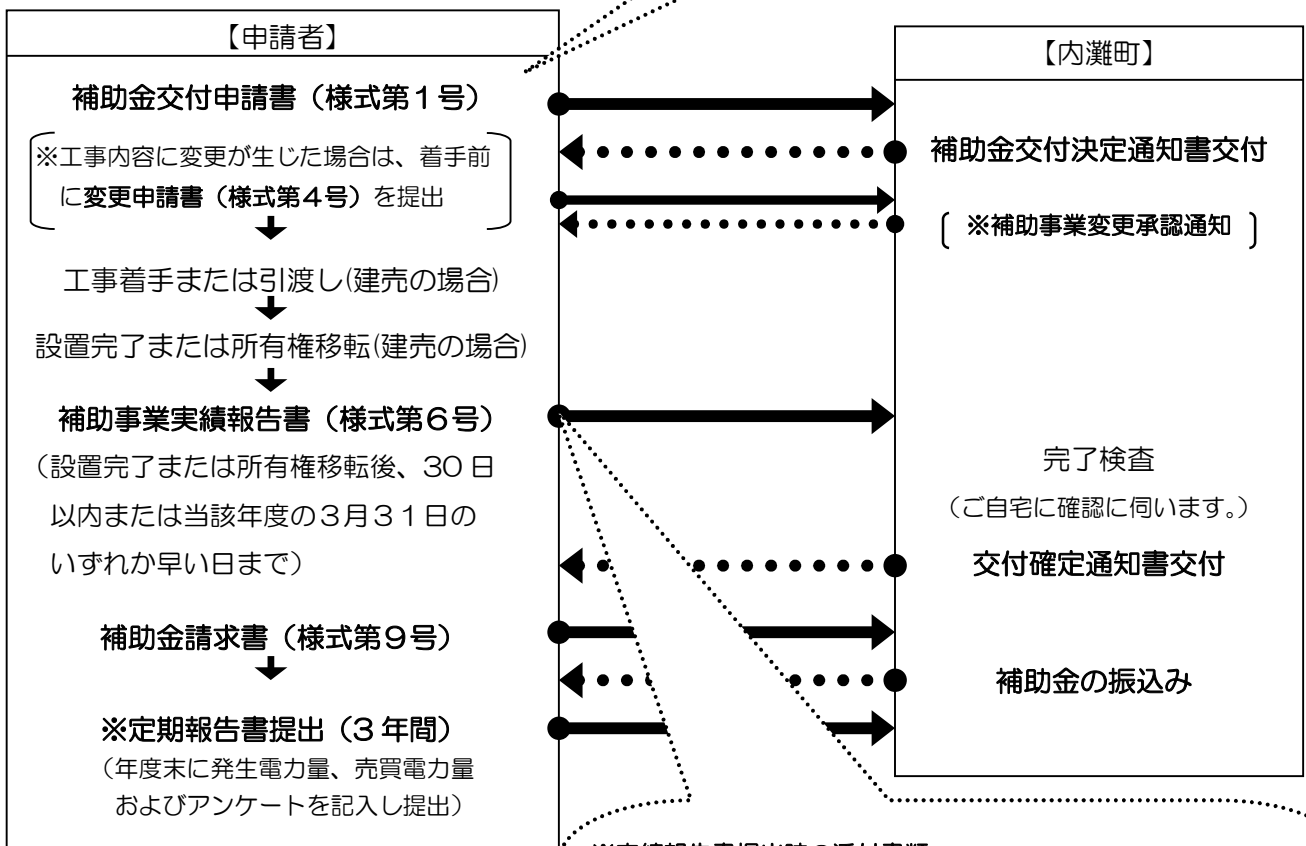 【申請者】
補助金交付申請書（様式第１号）
※工事内容に変更が生じた場合は、着手前
に変更申請書（様式第４号）を提出
工事着手または引渡し(建売の場合)
設置完了または所有権移転(建売の場合)
補助事業実績報告書（様式第６号）
（設置完了または所有権移転後、30 日
以内または当該年度の３月３１日の
いずれか早い日まで）
補助金請求書（様式第９号）
※定期報告書提出（3 年間）
（年度末に発生電力量、売買電力量
およびアンケートを記入し提出）
【内灘町】
補助金交付決定通知書交付
〔 ※補助事業変更承認通知 〕
完了検査
（ご自宅に確認に伺います。）
交付確定通知書交付
補助金の振込み